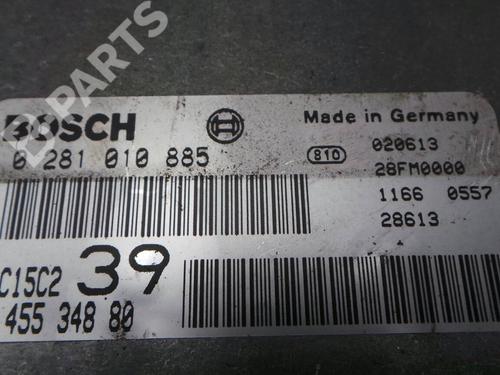 B-PARTS
BOSCH
Made in Germany
0 281 010 885
810
020613
28FM0000
1166 0557
28613
C15C2 39
455 348 80